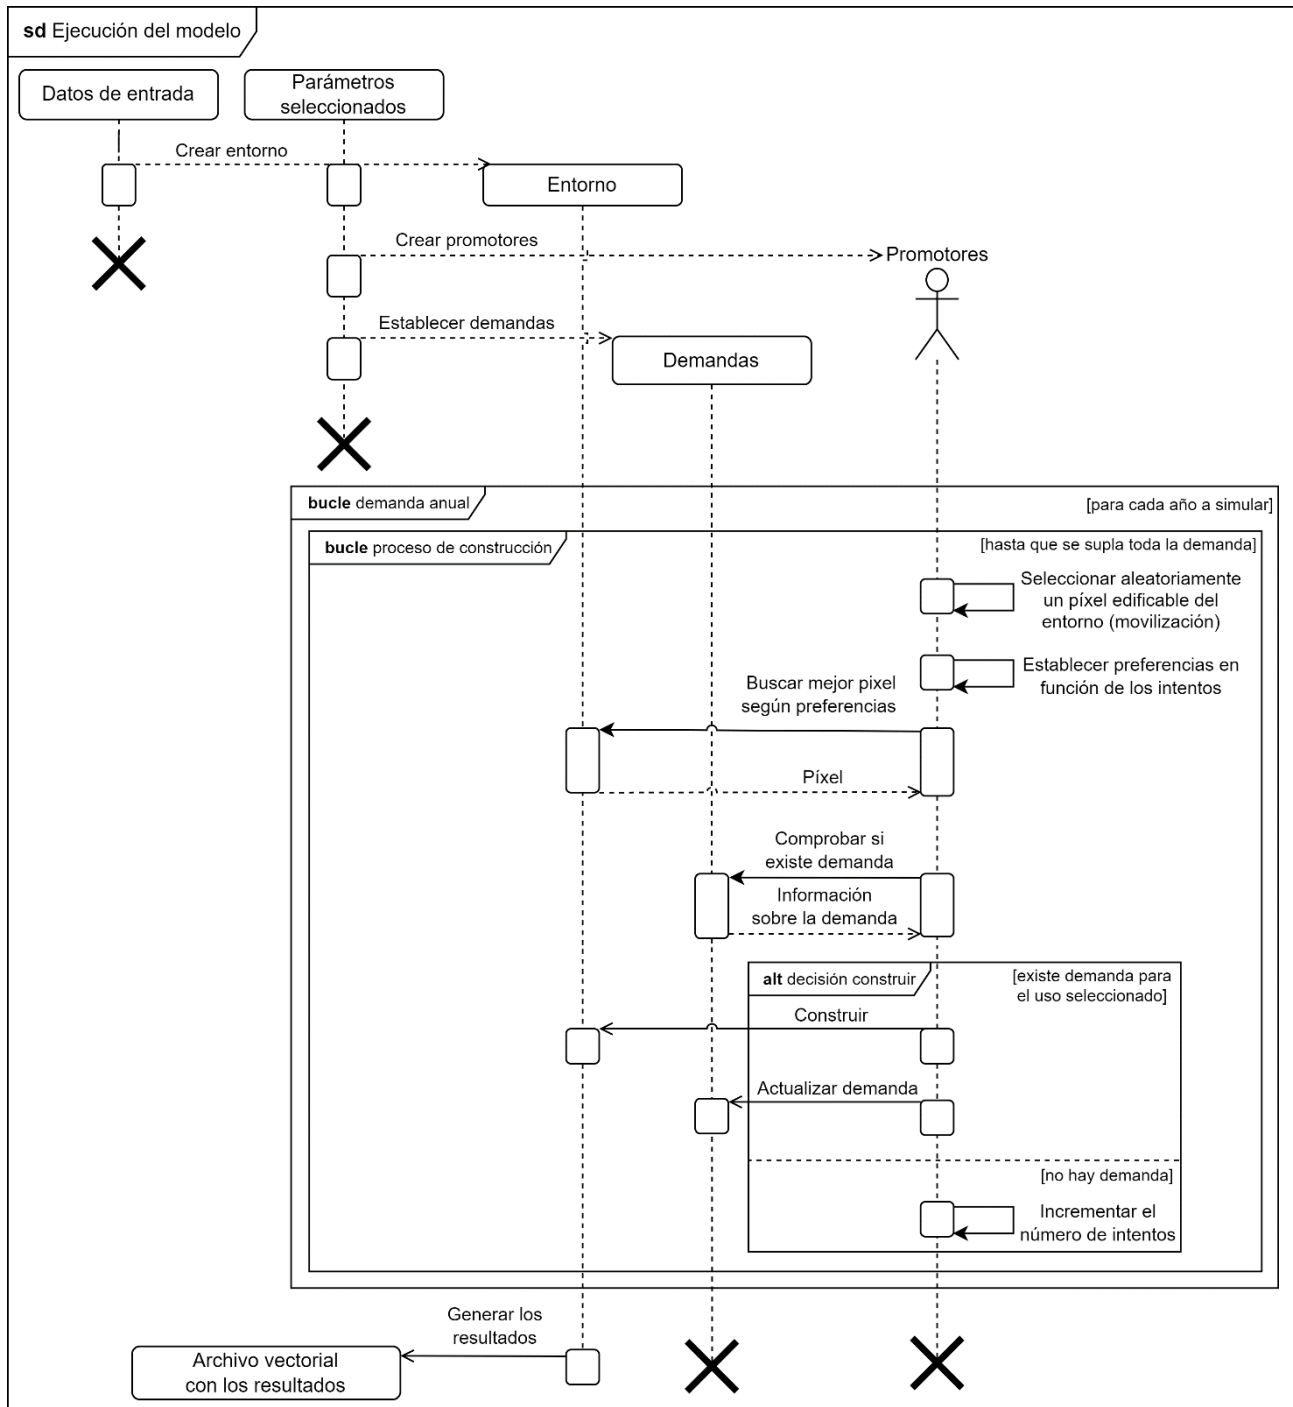 sd Ejecución del modelo
Datos de entrada
Parámetros
seleccionados
Crear entorno
Entorno
Crear promotores
Promotores
Establecer demandas
Demandas
bucle demanda anual
[para cada año a simular]
bucle proceso de construcción
[hasta que se supla toda la demanda]
Seleccionar aleatoriamente
un píxel edificable del
entorno (movilización)
Establecer preferencias en
función de los intentos
Buscar mejor pixel
según preferencias
Píxel
Comprobar si
existe demanda
Información
sobre la demanda
alt decisión construir
[existe demanda para
el uso seleccionado]
Construir
Actualizar demanda
[no hay demanda]
Incrementar el
número de intentos
Generar los
resultados
Archivo vectorial
con los resultados